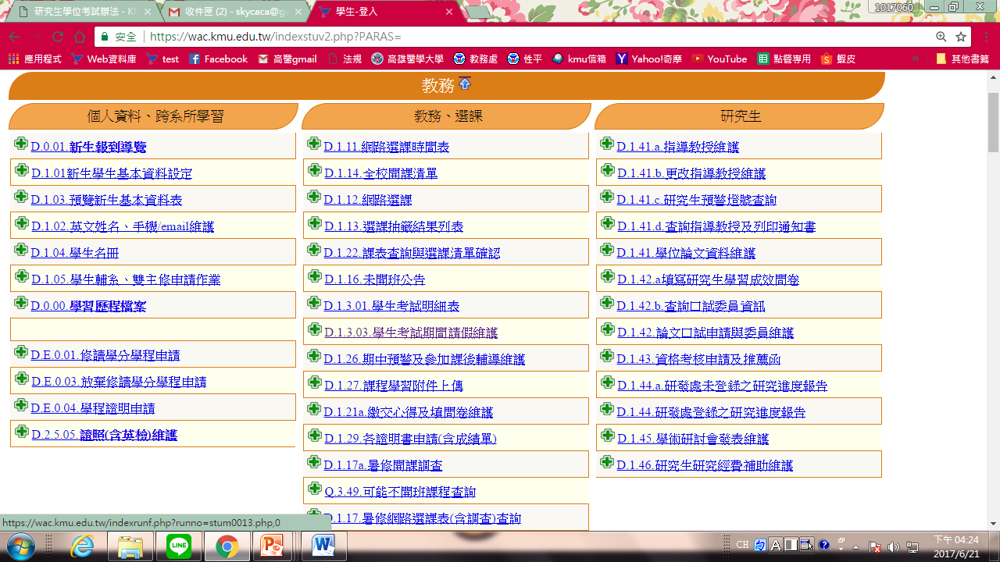 研究生學位考試辦法 - KM
收件匣 (2) - skycaca@g
學生-登入
1017060
安全 | https://wac.kmu.edu.tw/indexstuv2.php?PARAS=
應用程式 Web資料庫 test Facebook 高醫gmail 法規 高雄醫學大學 教務處 性平 kmu信箱 Yahoo!奇摩 YouTube 點餐專用 蝦皮 » 其他書籤
教務
個人資料、跨系所學習
D.0.01.新生報到導覽
D.1.01新生學生基本資料設定
D.1.03.預覽新生基本資料表
D.1.02.英文姓名、手機/email維護
D.1.04.學生名冊
D.1.05.學生輔系、雙主修申請作業
D.0.00.學習歷程檔案
D.E.0.01.修讀學分學程申請
D.E.0.03.放棄修讀學分學程申請
D.E.0.04.學程證明申請
D.2.5.05.證照(含英檢)維護
教務、選課
D.1.11.網路選課時間表
D.1.14.全校開課清單
D.1.12.網路選課
D.1.13.選課抽籤結果列表
D.1.22.課表查詢與選課清單確認
D.1.16.未開班公告
D.1.3.01.學生考試明細表
D.1.3.03.學生考試期間請假維護
D.1.26.期中預警及參加課後輔導維護
D.1.27.課程學習附件上傳
D.1.21a.繳交心得及填問卷維護
D.1.29.各證明書申請(含成績單)
D.1.17a.暑修開課調查
Q.3.49.可能不開班課程查詢
D.1.17.暑修網路選課表(含調查)查詢
研究生
D.1.41.a.指導教授維護
D.1.41.b.更改指導教授維護
D.1.41.c.研究生預警燈號查詢
D.1.41.d.查詢指導教授及列印通知書
D.1.41.學位論文資料維護
D.1.42.a填寫研究生學習成效問卷
D.1.42.b.查詢口試委員資訊
D.1.42.論文口試申請與委員維護
D.1.43.資格考核申請及推薦函
D.1.44.a.研發處未登錄之研究進度報告
D.1.44.研發處登錄之研究進度報告
D.1.45.學術研討會發表維護
D.1.46.研究生研究經費補助維護
https://wac.kmu.edu.tw/indexrunf.php?runno=stum0013.php,0
LINE
CH
A
下午 04:24
2017/6/21